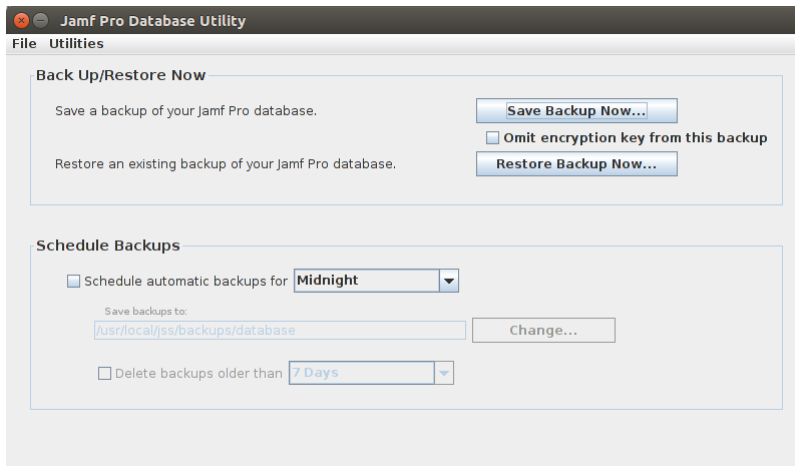 Jamf Pro Database Utility
File Utilities
Back Up/Restore Now
Save a backup of your Jamf Pro database. Save Backup Now...
Omit encryption key from this backup
Restore an existing backup of your Jamf Pro database. Restore Backup Now...
Schedule Backups
Schedule automatic backups for Midnight
Save backups to:
/usr/local/jss/backups/database Change...
Delete backups older than 7 Days